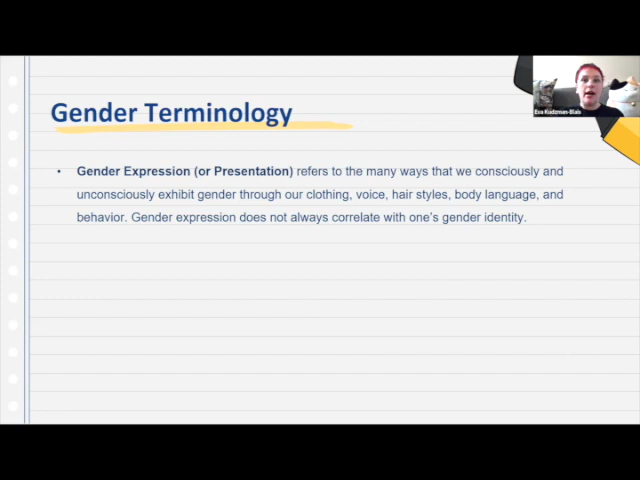 Gender Terminology
Eva Kudzman-Blais
• Gender Expression (or Presentation) refers to the many ways that we consciously and
unconsciously exhibit gender through our clothing, voice, hair styles, body language, and
behavior. Gender expression does not always correlate with one's gender identity.